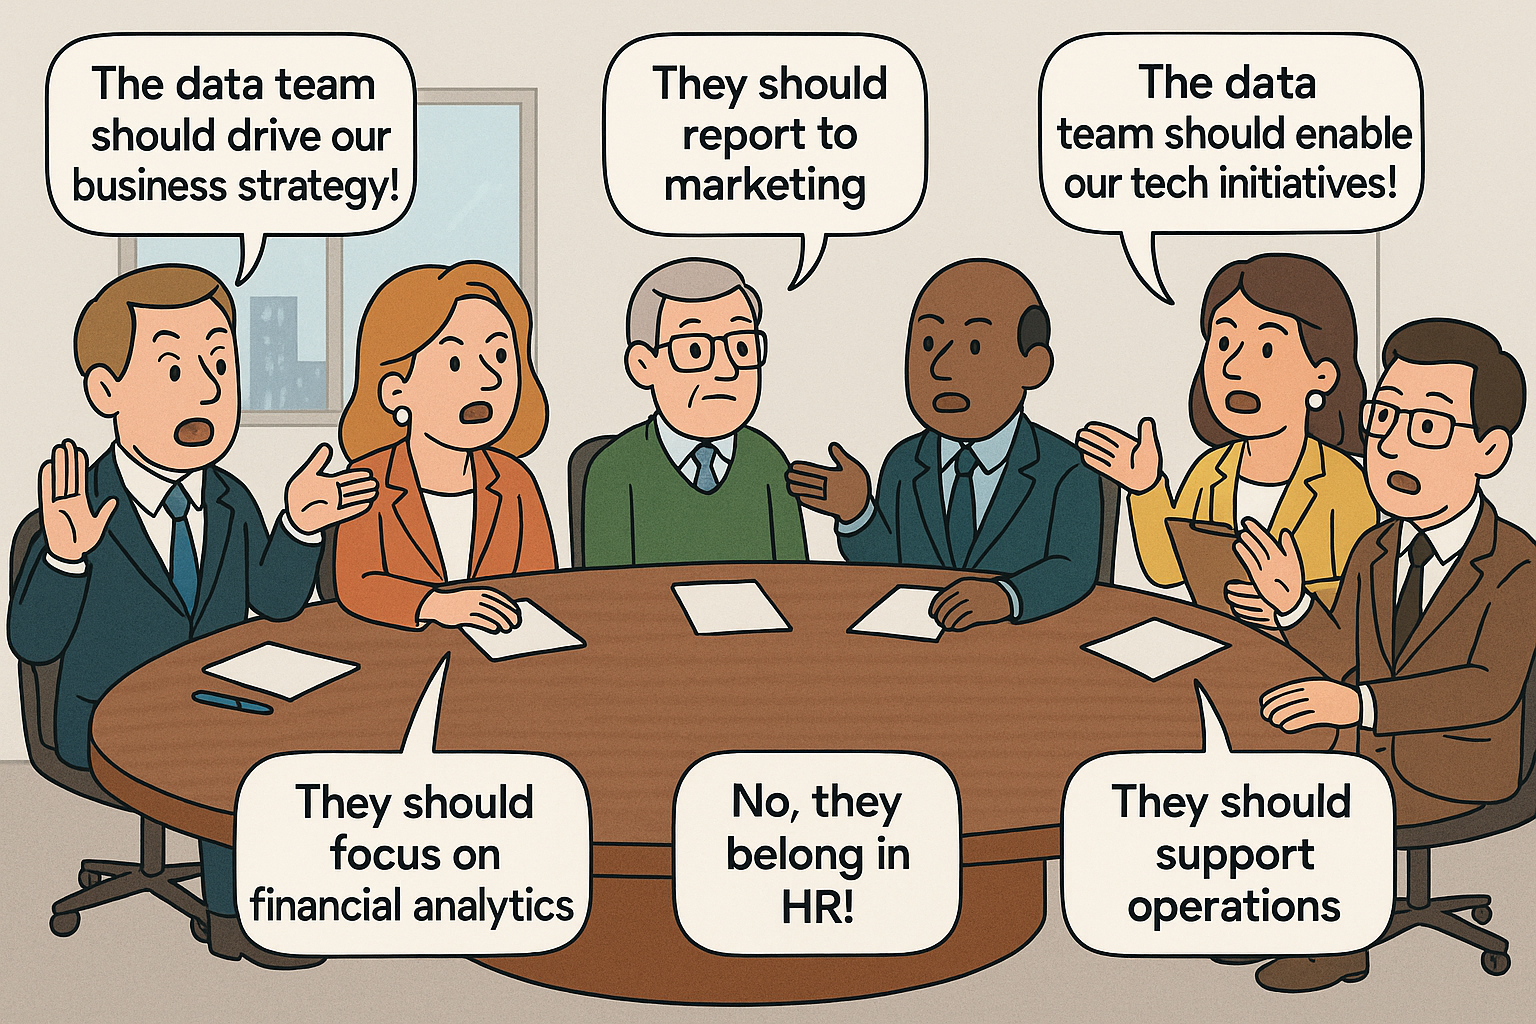 The data team
should drive our
business strategy!
They should
report to
marketing
The data
team should enable
our tech initiatives!
They should
focus on
financial analytics
No, they
belong in
HR!
They should
support
operations